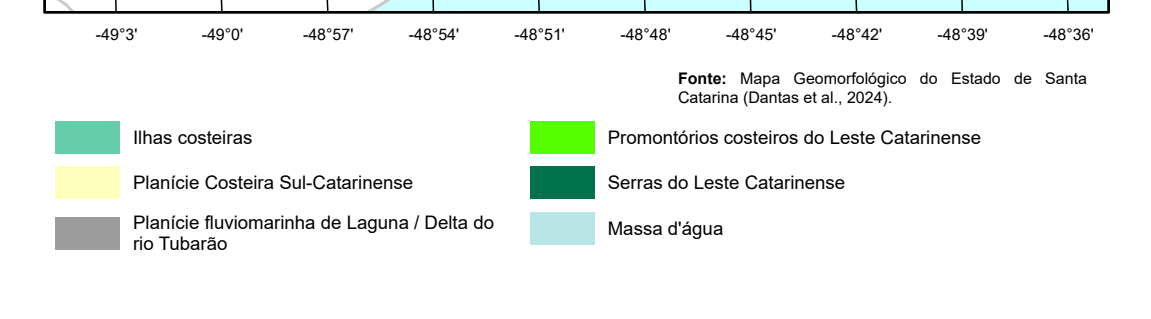 -49°3' -49°0' -48°57' -48°54' -48°51' -48°48' -48°45' -48°42' -48°39' -48°36'
Fonte: Mapa Geomorfológico do Estado de Santa
Catarina (Dantas et al., 2024).
Ilhas costeiras
Planície Costeira Sul-Catarinense
Planície fluviomarinha de Laguna / Delta do
rio Tubarão
Promontórios costeiros do Leste Catarinense
Serras do Leste Catarinense
Massa d'água